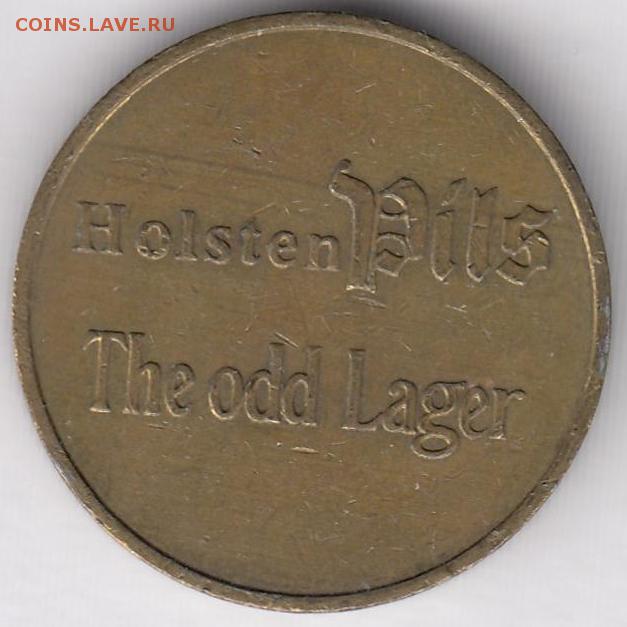 COINS.LAVE.RU
Holsten Pils
The odd Lager